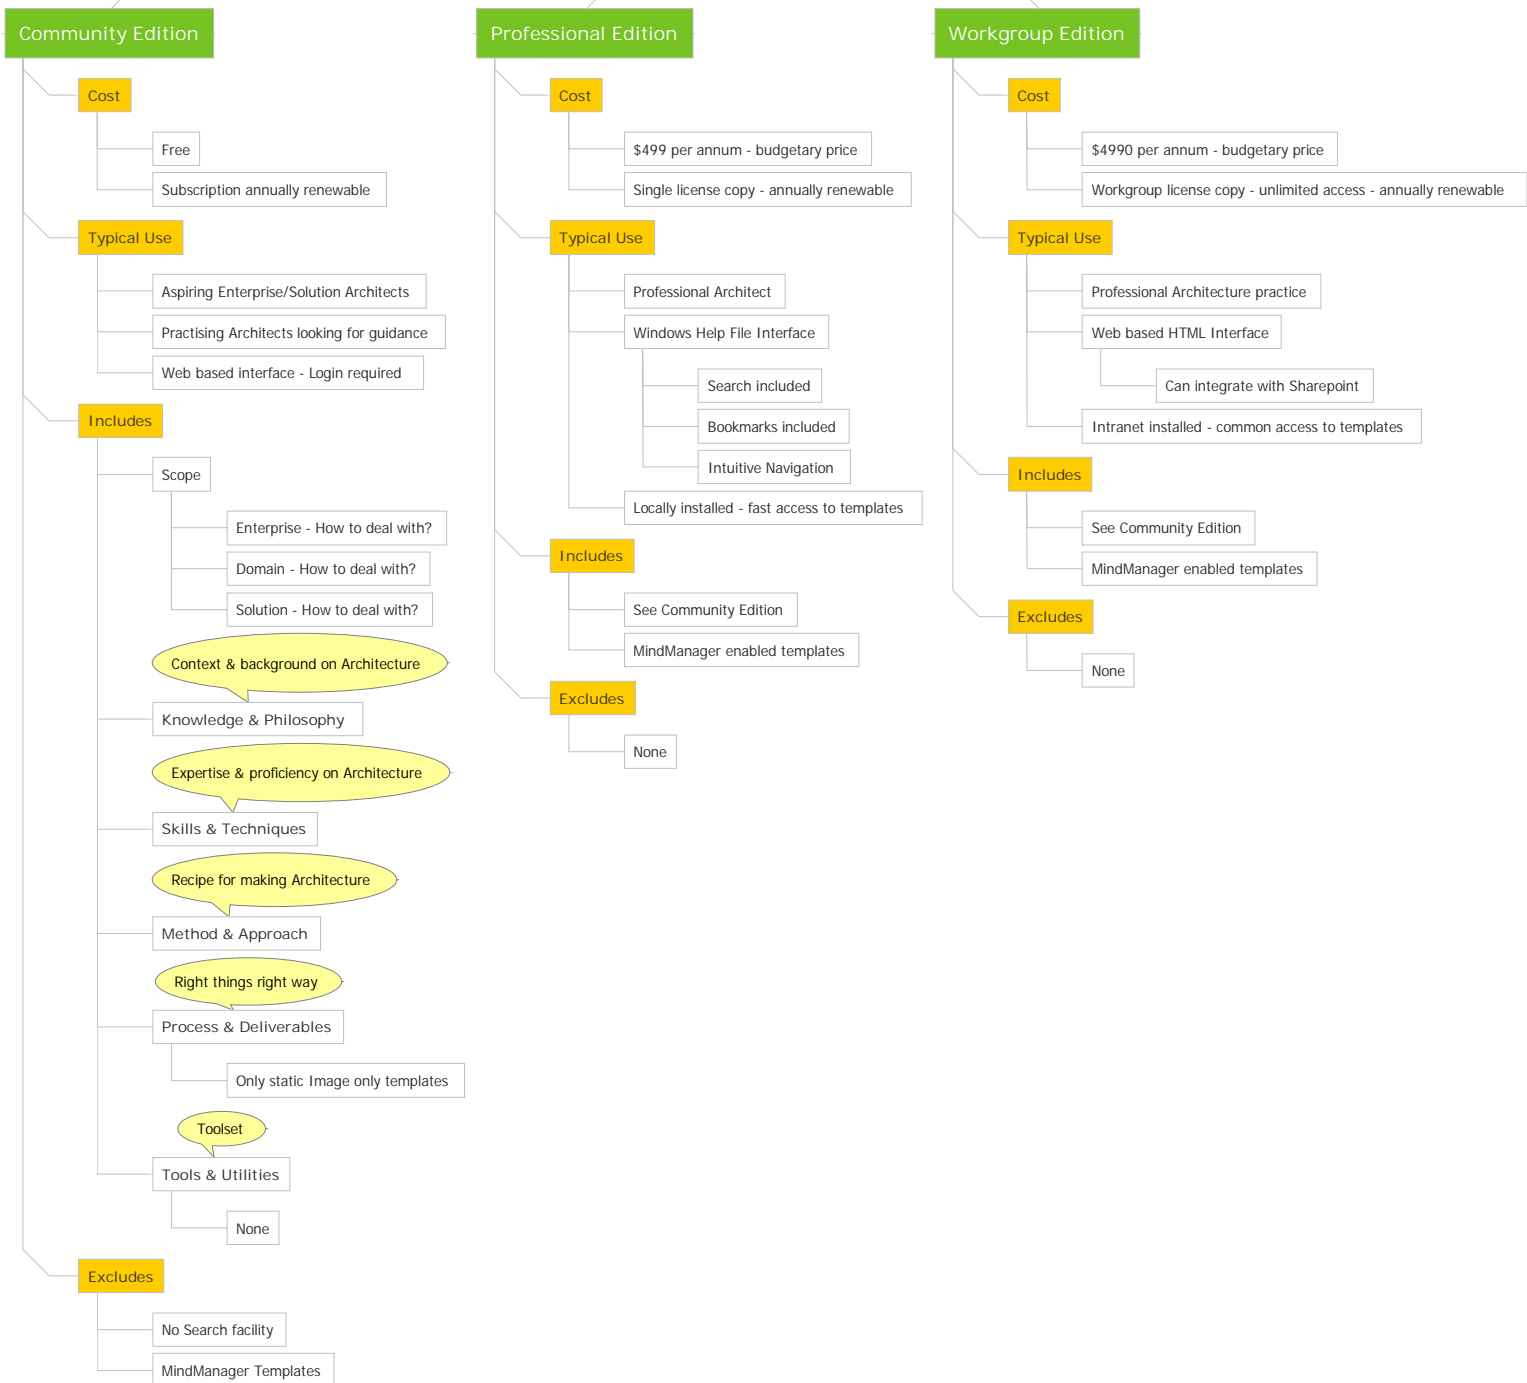 Community Edition
Cost
Free
Subscription annually renewable
Typical Use
Aspiring Enterprise/Solution Architects
Practising Architects looking for guidance
Web based interface - Login required
Includes
Scope
Enterprise - How to deal with?
Domain - How to deal with?
Solution - How to deal with?
Context & background on Architecture
Knowledge & Philosophy
Expertise & proficiency on Architecture
Skills & Techniques
Recipe for making Architecture
Method & Approach
Right things right way
Process & Deliverables
Only static Image only templates
Toolset
Tools & Utilities
None
Excludes
No Search facility
MindManager Templates
Professional Edition
Cost
$499 per annum - budgetary price
Single license copy - annually renewable
Typical Use
Professional Architect
Windows Help File Interface
Search included
Bookmarks included
Intuitive Navigation
Locally installed - fast access to templates
Includes
See Community Edition
MindManager enabled templates
Excludes
None
Workgroup Edition
Cost
$4990 per annum - budgetary price
Workgroup license copy - unlimited access - annually renewable
Typical Use
Professional Architecture practice
Web based HTML Interface
Can integrate with Sharepoint
Intranet installed - common access to templates
Includes
See Community Edition
MindManager enabled templates
Excludes
None